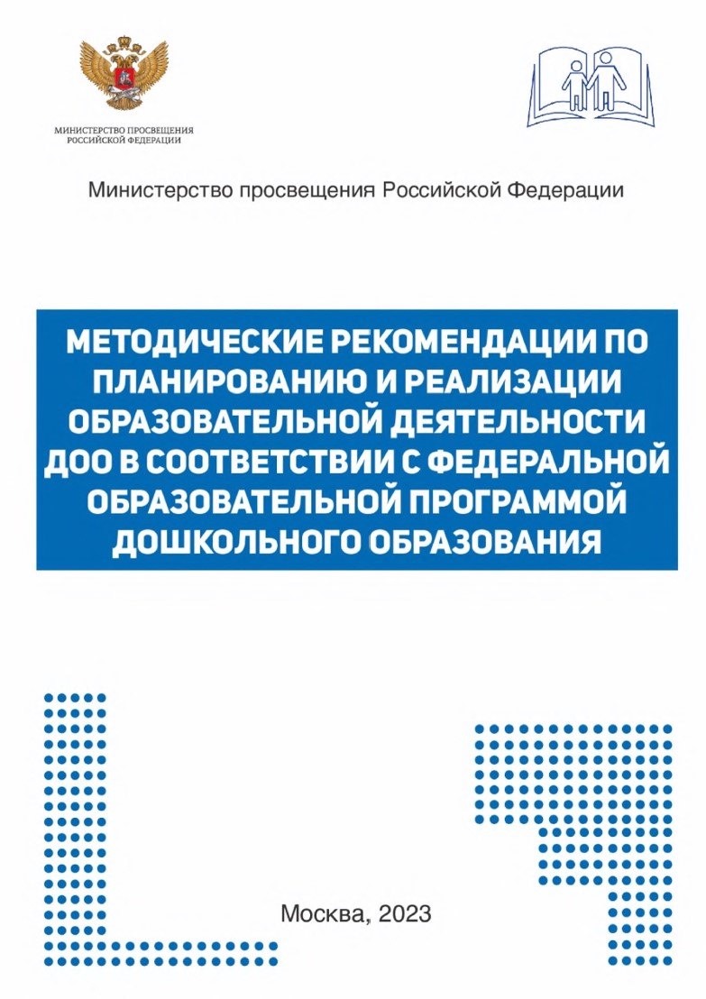 МИНИСТЕРСТВО ПРОСВЕЩЕНИЯ
РОССИЙСКОЙ ФЕДЕРАЦИИ
Министерство просвещения Российской Федерации
МЕТОДИЧЕСКИЕ РЕКОМЕНДАЦИИ ПО
ПЛАНИРОВАНИЮ И РЕАЛИЗАЦИИ
ОБРАЗОВАТЕЛЬНОЙ ДЕЯТЕЛЬНОСТИ
ДОО В СООТВЕТСТВИИ С ФЕДЕРАЛЬНОЙ
ОБРАЗОВАТЕЛЬНОЙ ПРОГРАММОЙ
ДОШКОЛЬНОГО ОБРАЗОВАНИЯ
Москва, 2023